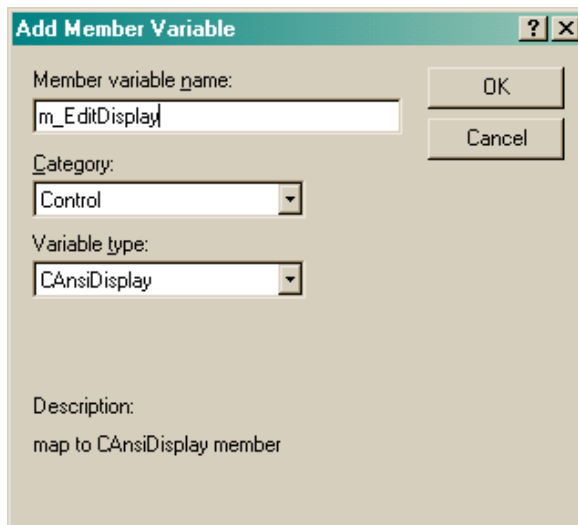 Add Member Variable
Member variable name:
m_EditDisplay
OK
Cancel
Category:
Control
Variable type:
CAnsiDisplay
Description:
map to CAnsiDisplay member